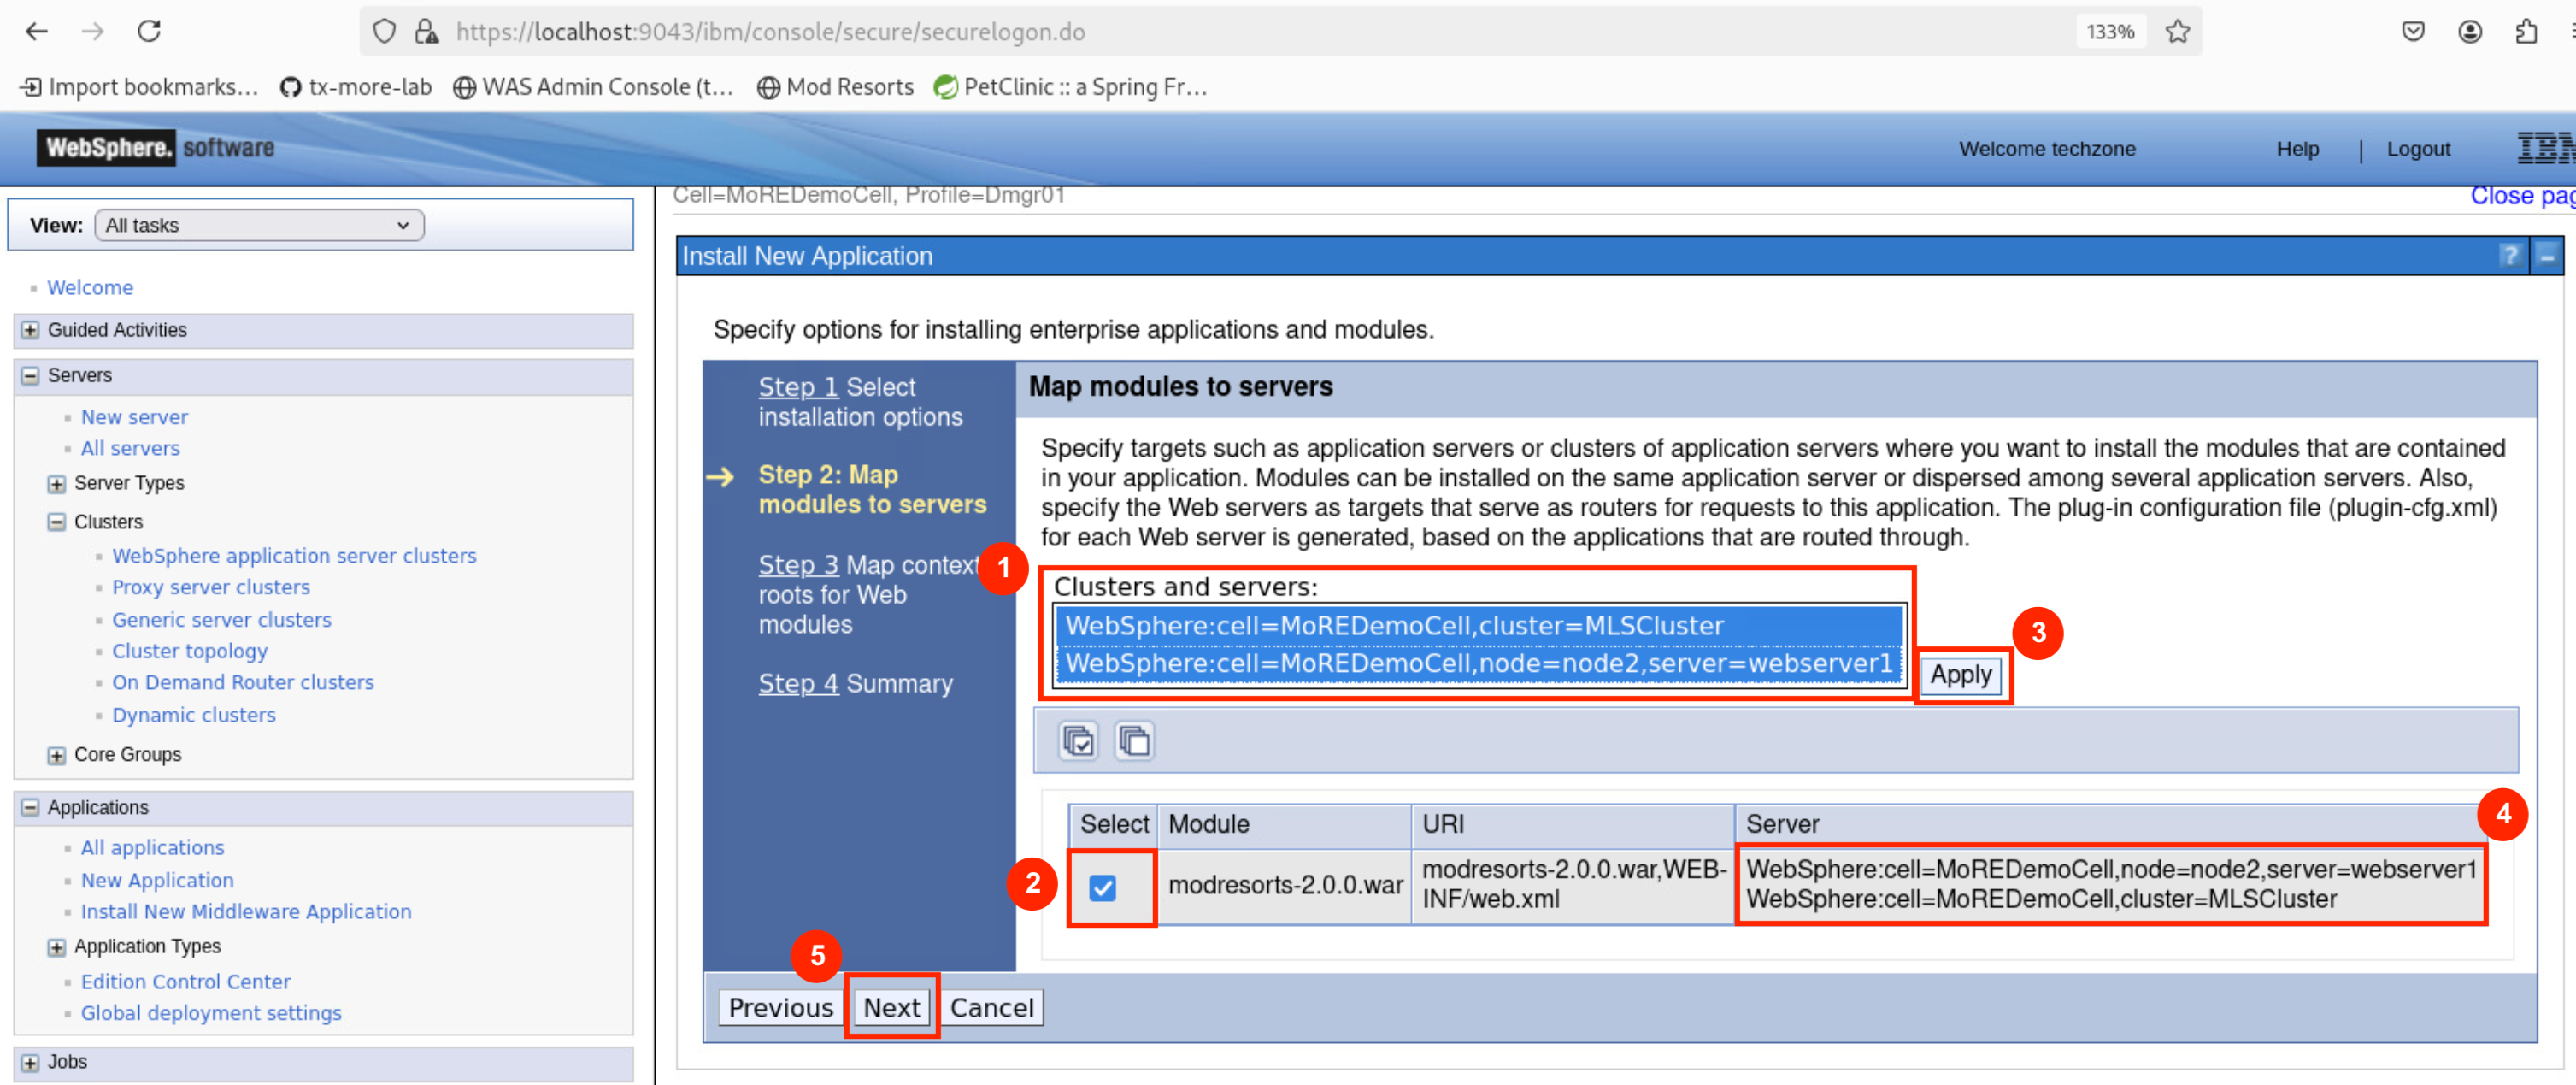 https://localhost:9043/ibm/console/secure/securelogon.do
133%
Import bookmarks...
tx-more-lab
WAS Admin Console (t...
Mod Resorts
PetClinic :: a Spring Fr...
WebSphere. software
Welcome techzone
Help | Logout
IBM
Cell=MoREDemoCell, Profile=Dmgr01
Close pag
View: All tasks
Welcome
Guided Activities
Servers
New server
All servers
Server Types
Clusters
WebSphere application server clusters
Proxy server clusters
Generic server clusters
Cluster topology
On Demand Router clusters
Dynamic clusters
Core Groups
Applications
All applications
New Application
Install New Middleware Application
Application Types
Edition Control Center
Global deployment settings
Jobs
Install New Application
? –
Specify options for installing enterprise applications and modules.
Step 1 Select
installation options
Step 2: Map
modules to servers
Step 3 Map context
roots for Web
modules
Step 4 Summary
Map modules to servers
Specify targets such as application servers or clusters of application servers where you want to install the modules that are contained
in your application. Modules can be installed on the same application server or dispersed among several application servers. Also,
specify the Web servers as targets that serve as routers for requests to this application. The plug-in configuration file (plugin-cfg.xml)
for each Web server is generated, based on the applications that are routed through.
1
Clusters and servers:
WebSphere:cell=MoREDemoCell,cluster=MLSCluster
WebSphere:cell=MoREDemoCell,node=node2,server=webserver1
3
Apply
Select Module URI Server
4
2
modresorts-2.0.0.war
modresorts-2.0.0.war,WEB-
INF/web.xml
WebSphere:cell=MoREDemoCell,node=node2,server=webserver1
WebSphere:cell=MoREDemoCell,cluster=MLSCluster
5
Previous Next Cancel